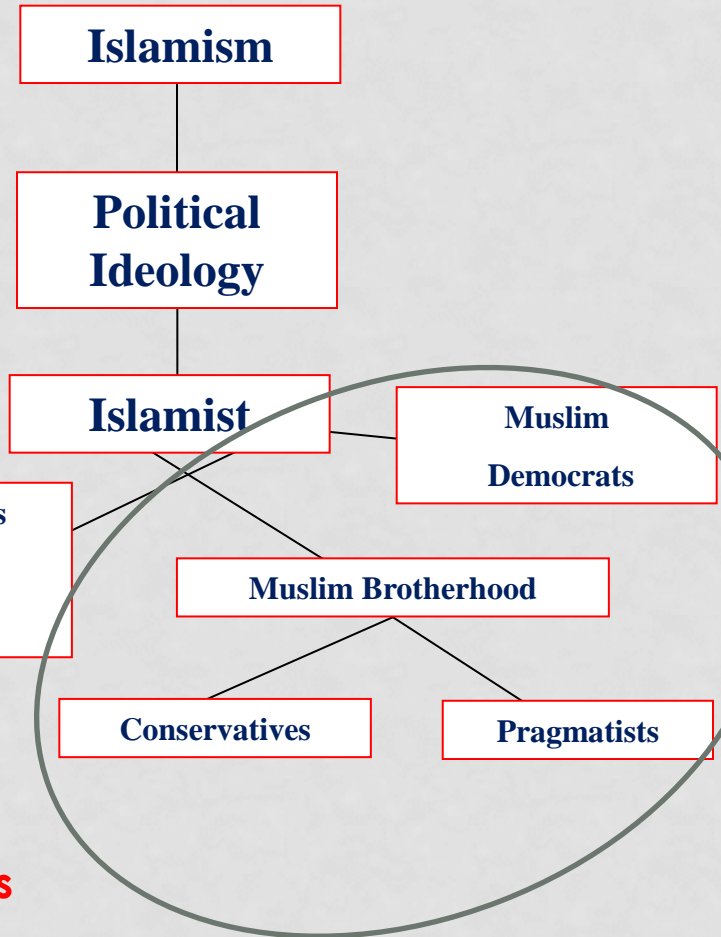 Islamism
Political
Ideology
Islamist
Muslim
Democrats
s
Muslim Brotherhood
Conservatives
Pragmatists
s